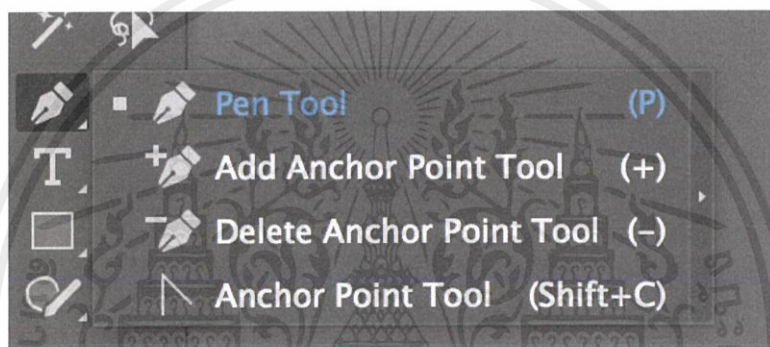 Pen Tool (P)
T Add Anchor Point Tool (+)
Delete Anchor Point Tool (–)
Anchor Point Tool (Shift+C)